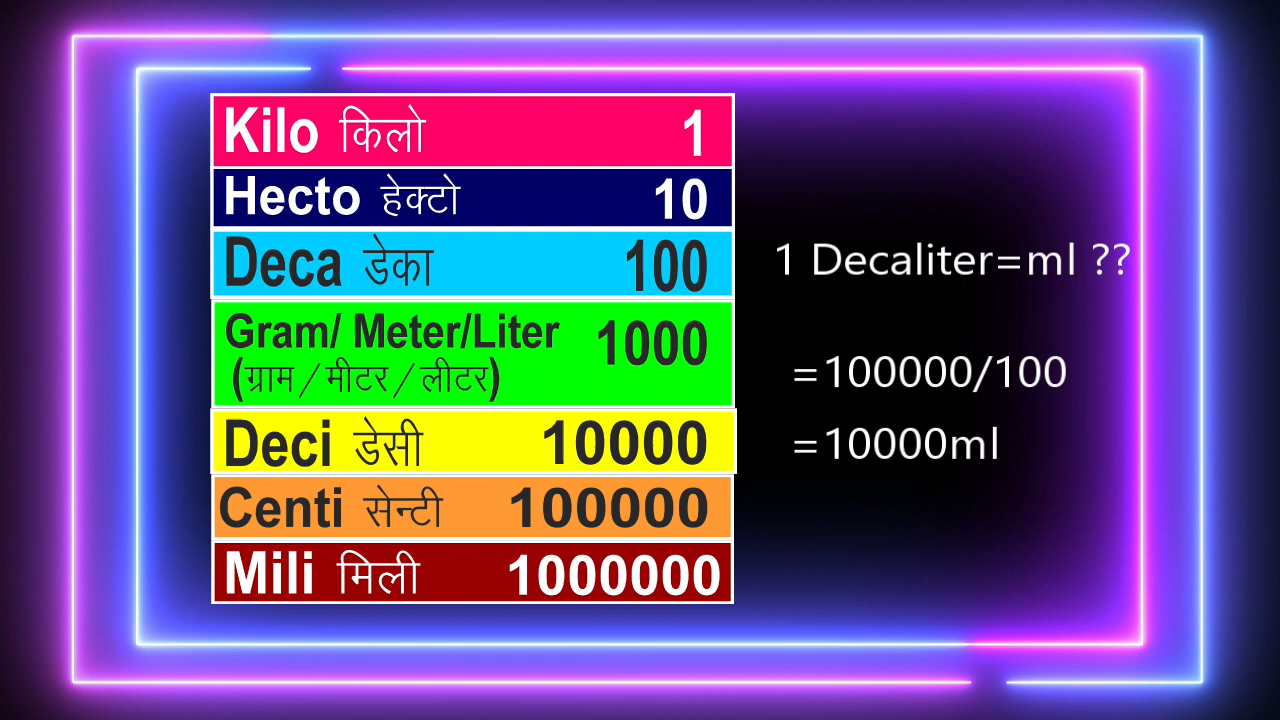 Kilo किलो 1
Hecto हेक्टो 10
Deca डेका 100
Gram/ Meter/Liter 1000
(ग्राम/मीटर/लीटर)
Deci डेसी 10000
Centi सेन्टी 100000
Mili मिली 1000000
1 Decaliter=ml ??
=100000/100
=10000ml